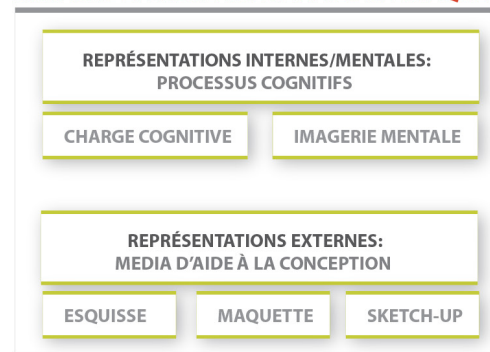 REPRÉSENTATIONS INTERNES/MENTALES:
PROCESSUS COGNITIFS
CHARGE COGNITIVE
IMAGERIE MENTALE
REPRÉSENTATIONS EXTERNES:
MEDIA D'AIDE À LA CONCEPTION
ESQUISSE
MAQUETTE
SKETCH-UP